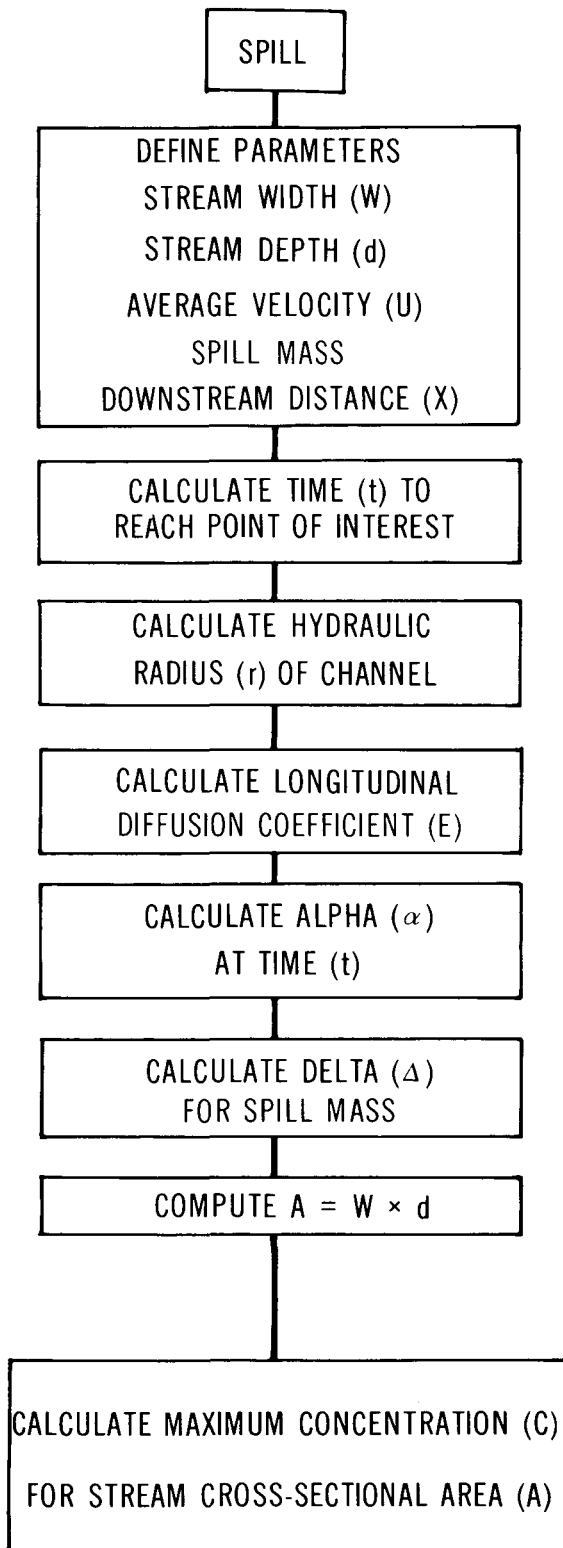 SPILL
DEFINE PARAMETERS
STREAM WIDTH (W)
STREAM DEPTH (d)
AVERAGE VELOCITY (U)
SPILL MASS
DOWNSTREAM DISTANCE (X)
CALCULATE TIME (t) TO
REACH POINT OF INTEREST
CALCULATE HYDRAULIC
RADIUS (r) OF CHANNEL
CALCULATE LONGITUDINAL
DIFFUSION COEFFICIENT (E)
CALCULATE ALPHA (α)
AT TIME (t)
CALCULATE DELTA (Δ)
FOR SPILL MASS
COMPUTE A = W × d
CALCULATE MAXIMUM CONCENTRATION (C)
FOR STREAM CROSS-SECTIONAL AREA (A)